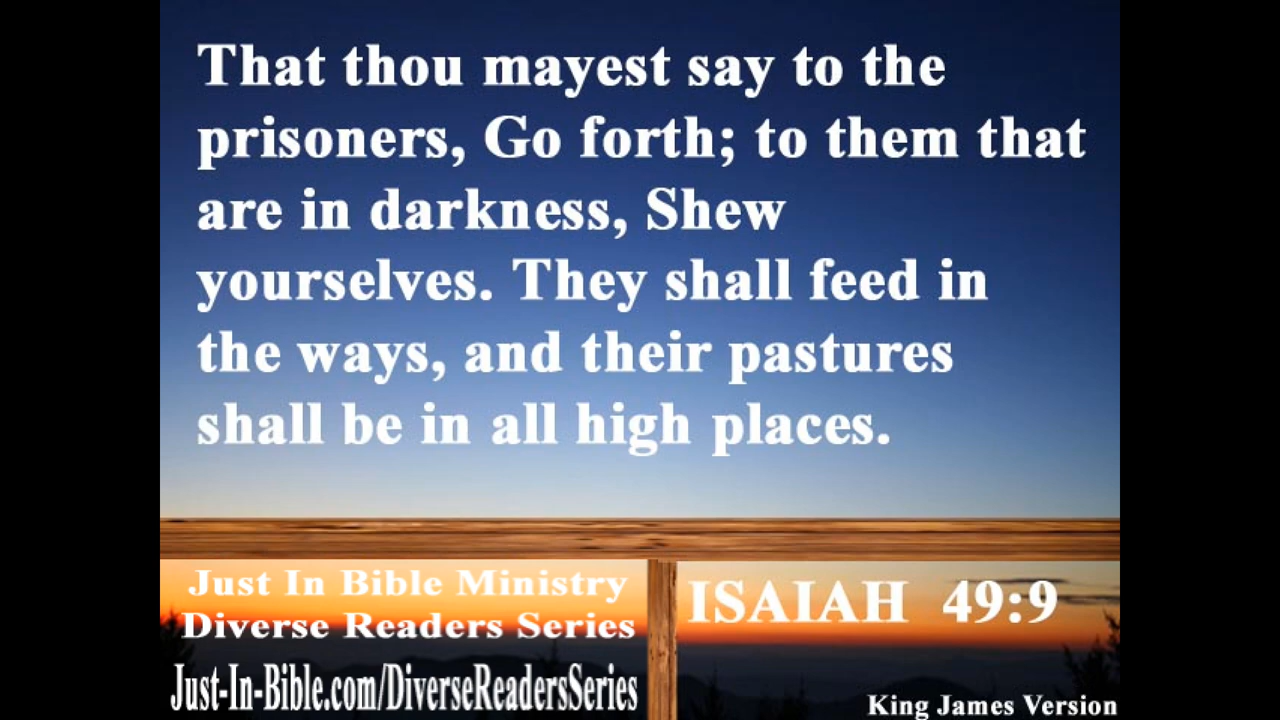 That thou mayest say to the
prisoners, Go forth; to them that
are in darkness, Shew
yourselves. They shall feed in
the ways, and their pastures
shall be in all high places.
Just In Bible Ministry
Diverse Readers Series
Just-In-Bible.com/DiverseReadersSeries
ISAIAH 49:9
King James Version